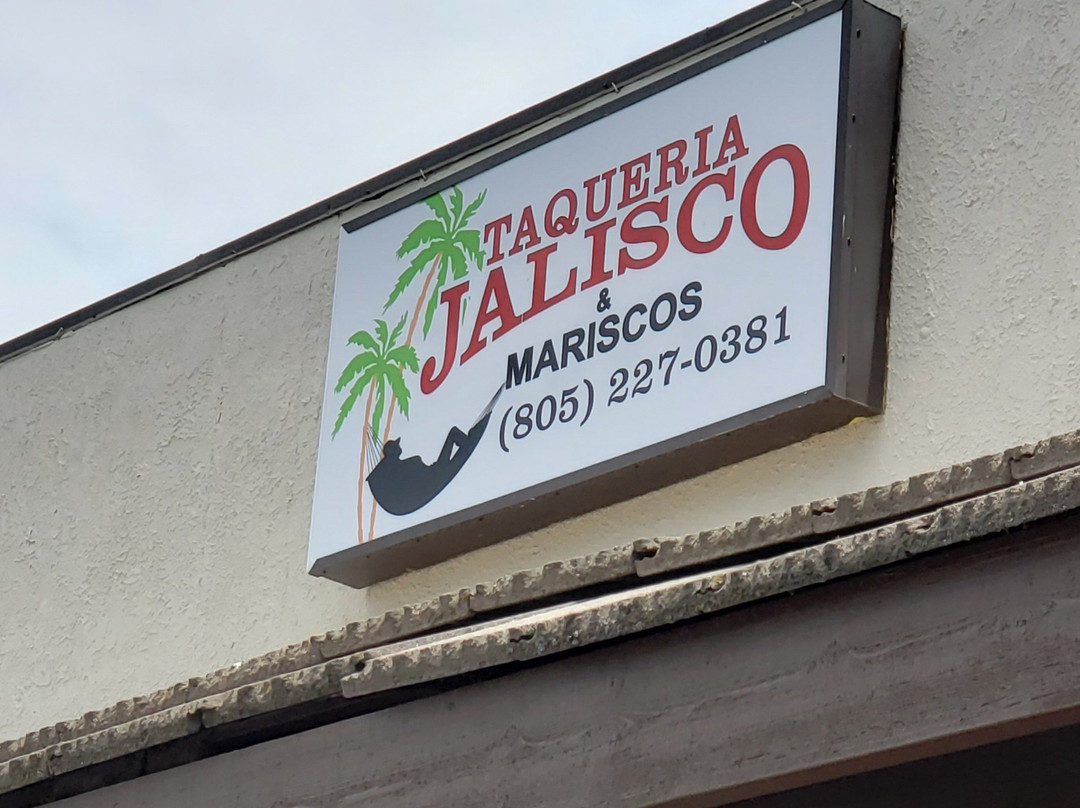 TAQUERIA
JALISCO
&
MARISCOS
(805) 227-0381